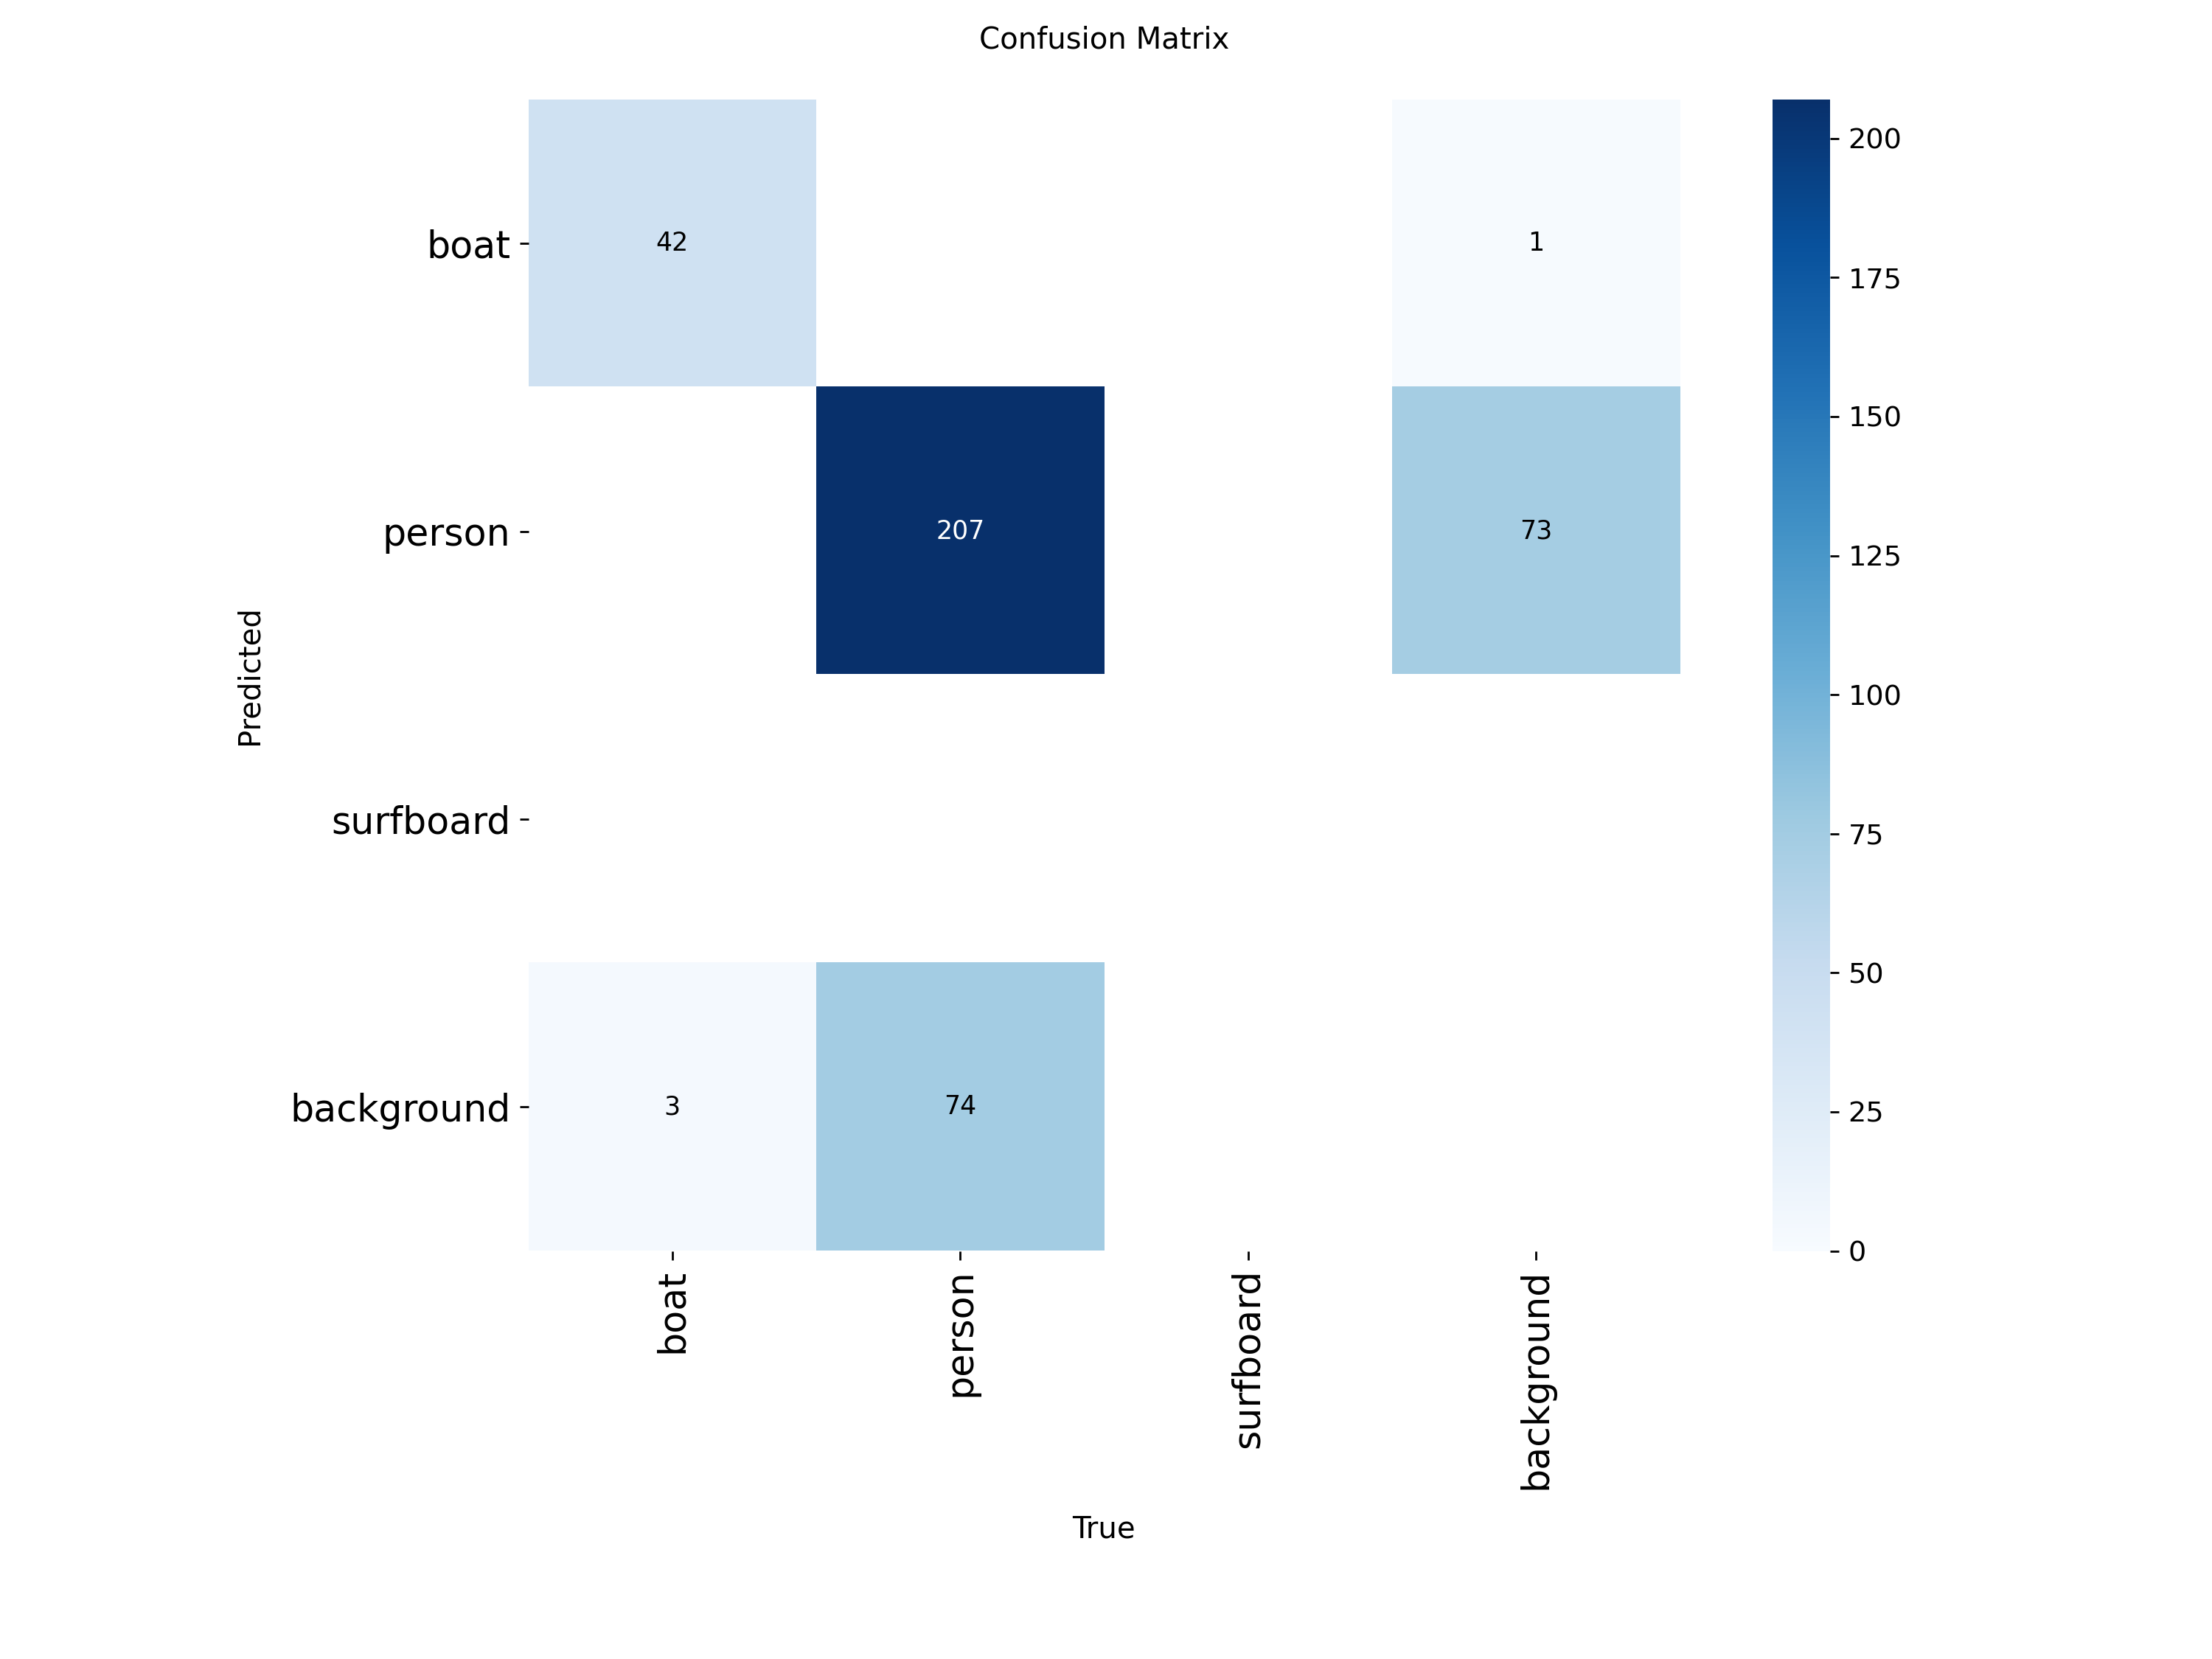 Confusion Matrix
boat
42
1
200
175
person
207
73
150
125
Predicted
100
surfboard
75
50
background
3
74
25
0
boat
person
surfboard
background
True